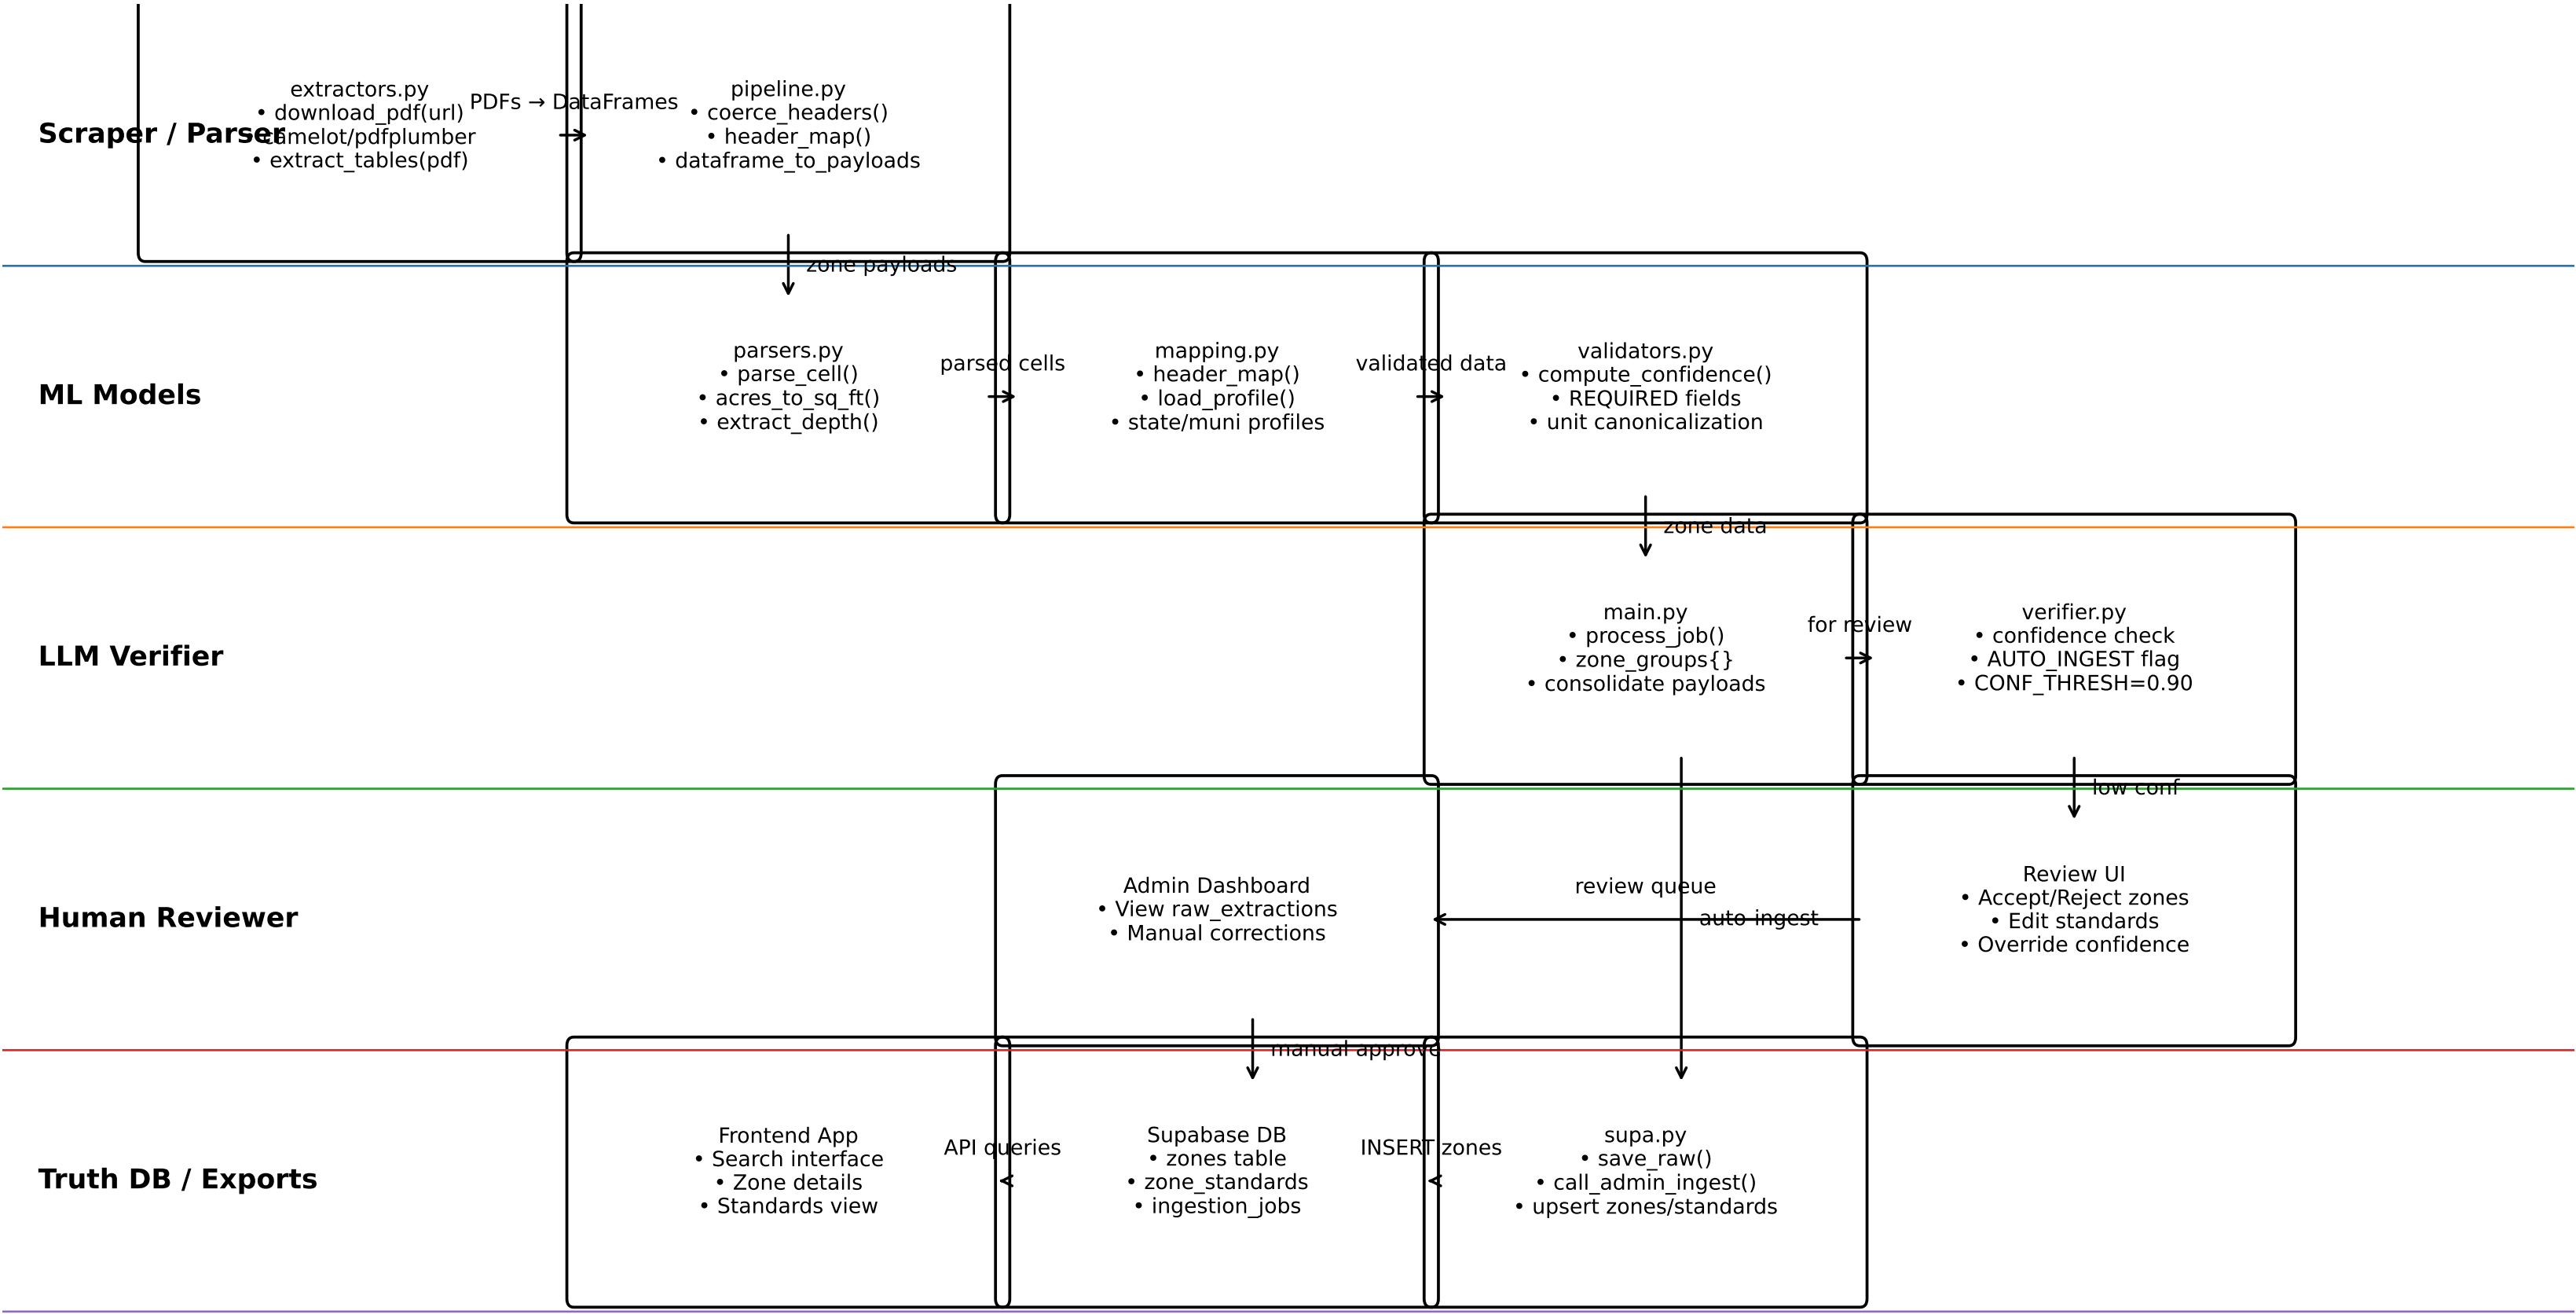 Scraper / Parser
extractors.py
• download_pdf(url)
• camelot/pdfplumber
• extract_tables(pdf)
PDFs → DataFrames
pipeline.py
• coerce_headers()
• header_map()
• dataframe_to_payloads
zone payloads
ML Models
parsers.py
• parse_cell()
• acres_to_sq_ft()
• extract_depth()
parsed cells
mapping.py
• header_map()
• load_profile()
• state/muni profiles
validated data
validators.py
• compute_confidence()
• REQUIRED fields
• unit canonicalization
zone data
LLM Verifier
main.py
• process_job()
• zone_groups{}
• consolidate payloads
for review
verifier.py
• confidence check
• AUTO_INGEST flag
• CONF_THRESH=0.90
low conf
Human Reviewer
Admin Dashboard
• View raw_extractions
• Manual corrections
review queue
auto-ingest
Review UI
• Accept/Reject zones
• Edit standards
• Override confidence
manual approve
Truth DB / Exports
Frontend App
• Search interface
• Zone details
• Standards view
API queries
Supabase DB
• zones table
• zone_standards
• ingestion_jobs
INSERT zones
supa.py
• save_raw()
• call_admin_ingest()
• upsert zones/standards